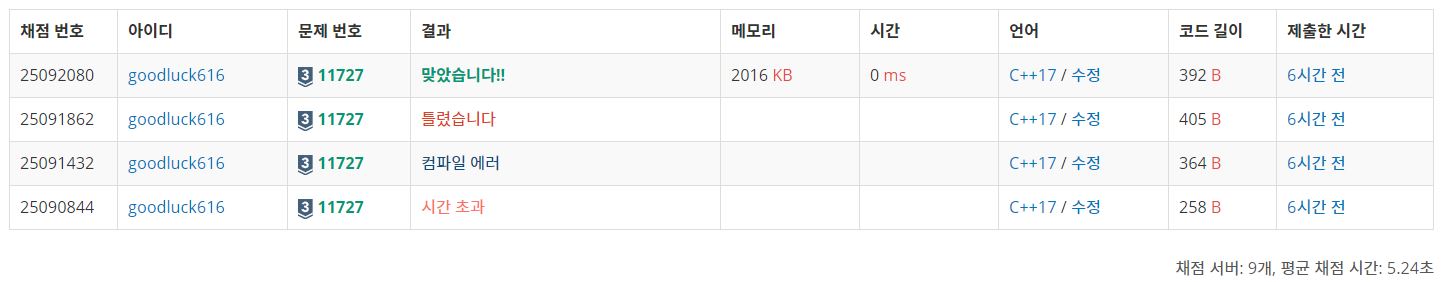 채점 번호 아이디 문제 번호 결과 메모리 시간 언어 코드 길이 제출한 시간
25092080 goodluck616 3 11727 맞았습니다!! 2016 KB 0 ms C++17 / 수정 392 B 6시간 전
25091862 goodluck616 3 11727 틀렸습니다 C++17 / 수정 405 B 6시간 전
25091432 goodluck616 3 11727 컴파일 에러 C++17 / 수정 364 B 6시간 전
25090844 goodluck616 3 11727 시간 초과 C++17 / 수정 258 B 6시간 전
채점 서버: 9개, 평균 채점 시간: 5.24초